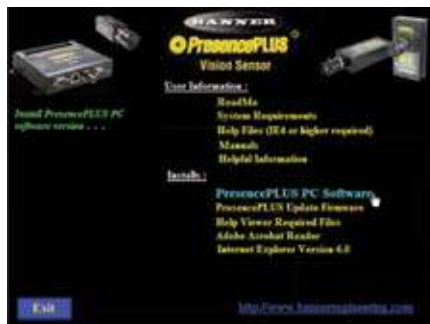 BANNER
PresencePLUS
Vision Sensor
User Information :
ReadMe
System Requirements
Help Files (IE4 or higher required)
Manuals
Helpful Information
Install PresencePLUS PC
software version . . .
Installs :
PresencePLUS PC Software
PresencePLUS Update Firmware
Help Viewer Required Files
Adobe Acrobat Reader
Internet Explorer Version 6.0
Exit
http://www.bannerengineering.com